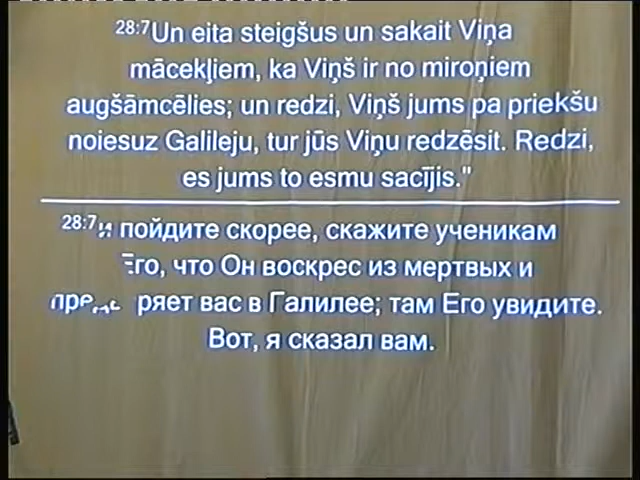 28:7Un eita steigšus un sakait Viņa
mācekļiem, ka Viņš ir no miroņiem
augšāmcēlies; un redzi, Viņš jums pa priekšu
noiesuz Galileju, tur jūs Viņu redzēsit. Redzi,
es jums to esmu sacījis."
28:7и пойдите скорее, скажите ученикам
Его, что Он воскрес из мертвых и
вас в Галилее; там Его увидите.
Вот, я сказал вам.